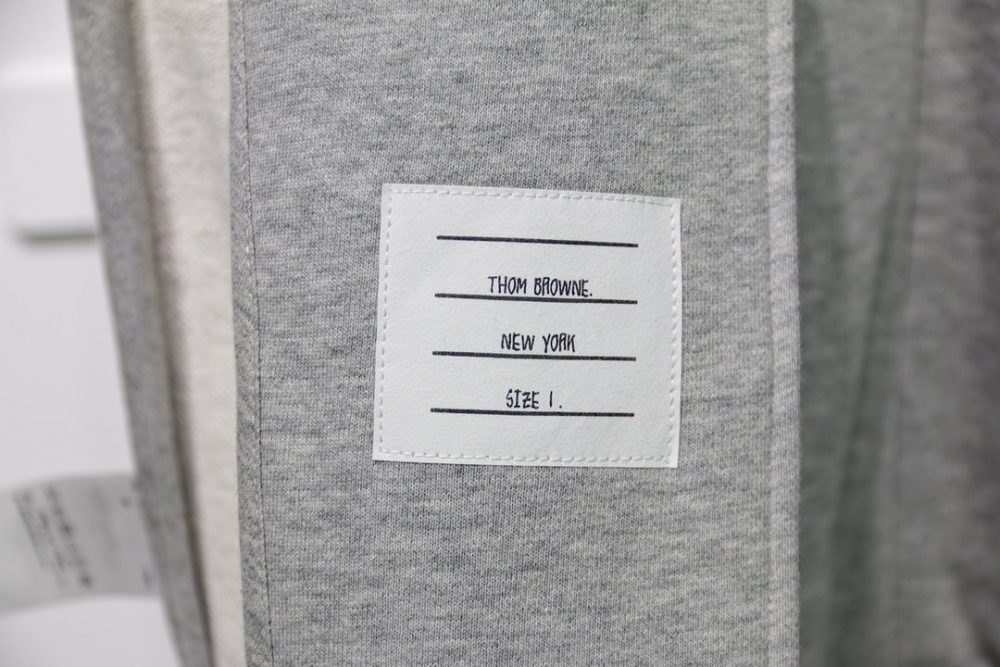 THOM BROWNE.
NEW YORK
SIZE 1.